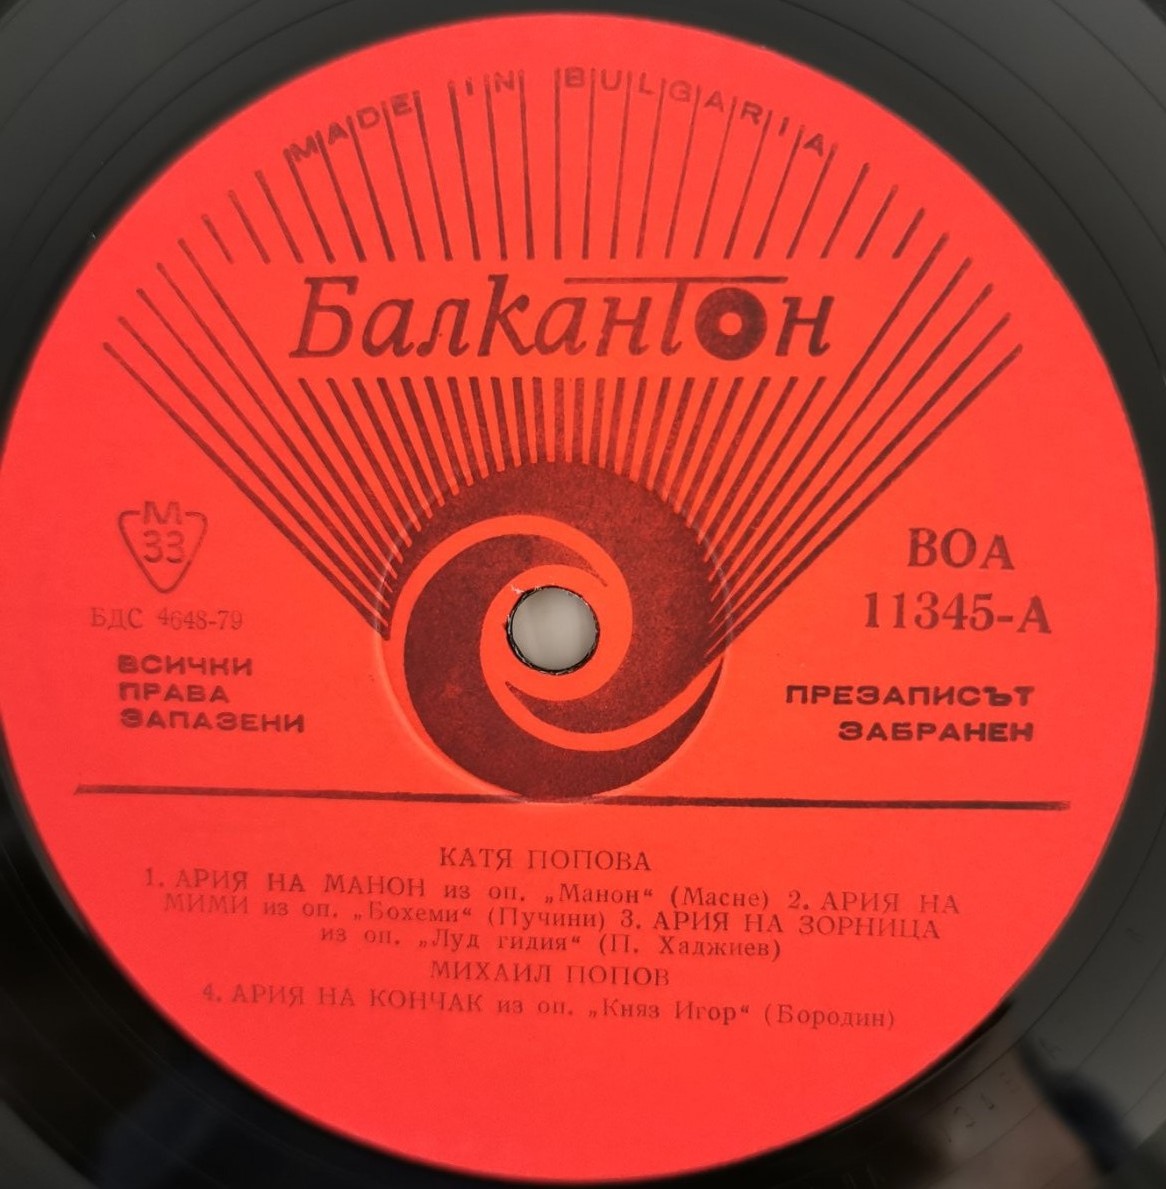 MADE IN BULGARIA
Балкантон
М
33
БДС 4648-79
ВСИЧКИ
ПРАВА
ЗАПАЗЕНИ
ВОА
11345-А
ПРЕЗАПИСЪТ
ЗАБРАНЕН
КАТЯ ПОПОВА
1. АРИЯ НА МАНОН из оп. „Манон“ (Масне) 2. АРИЯ НА
МИМИ из оп. „Бохеми“ (Пучини) 3. АРИЯ НА ЗОРНИЦА
из оп. „Луд гидия“ (П. Хаджиев)
МИХАИЛ ПОПОВ
4. АРИЯ НА КОНЧАК из оп. „Княз Игор“ (Бородин)